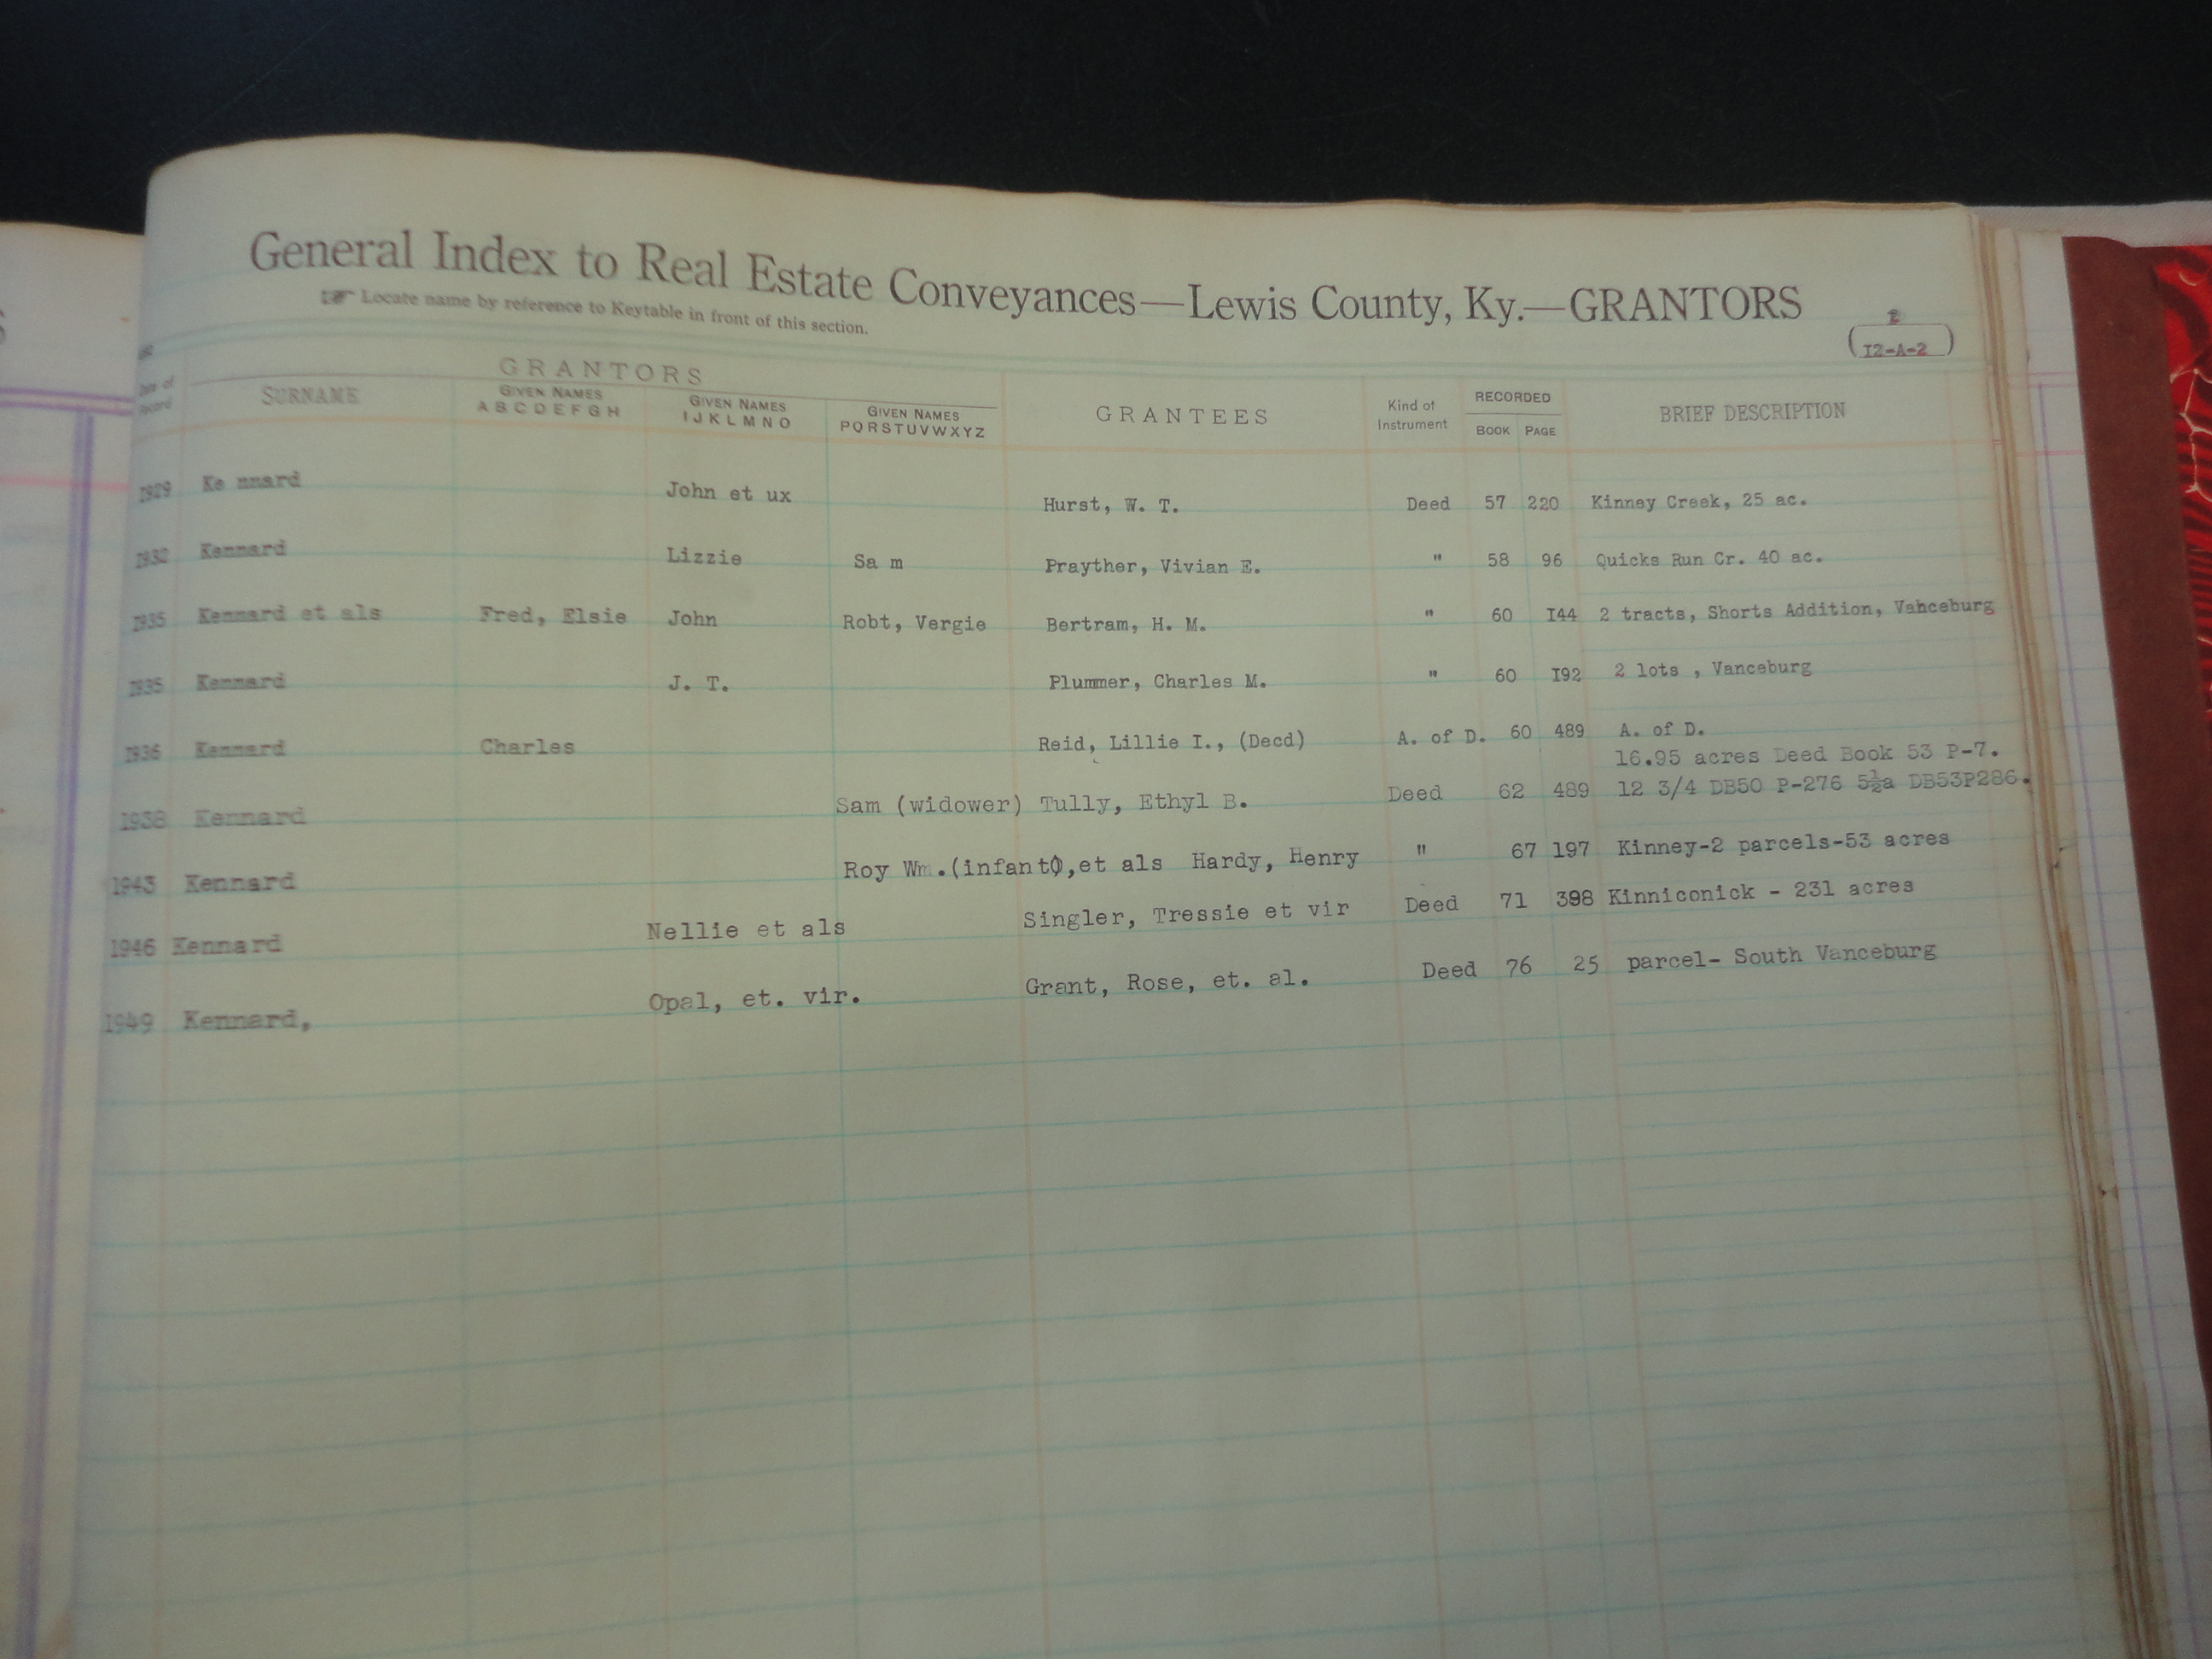 General Index to Real Estate Conveyances—Lewis County, Ky.—GRANTORS
Locate name by reference to Keytable in front of this section.
2
(I2-A-2)
GRANTORS
Date of Record
SURNAME
GIVEN NAMES ABCDEFGH
GIVEN NAMES IJKLMNO
GIVEN NAMES PQRSTUVWXYZ
GRANTEES
Kind of Instrument
RECORDED
BOOK PAGE
BRIEF DESCRIPTION
1929 Ke nnard John et ux Hurst, W. T. Deed 57 220 Kinney Creek, 25 ac.
1932 Kennard Lizzie Sa m Prayther, Vivian E. " 58 96 Quicks Run Cr. 40 ac.
1935 Kennard et als Fred, Elsie John Robt, Vergie Bertram, H. M. " 60 I44 2 tracts, Shorts Addition, Vanceburg
1935 Kennard J. T. Plummer, Charles M. " 60 I92 2 lots , Vanceburg
1936 Kennard Charles Reid, Lillie I., (Decd) A. of D. 60 489 A. of D.
16.95 acres Deed Book 53 P-7.
1938 Kennard Sam (widower) Tully, Ethyl B. Deed 62 489 12 3/4 DB50 P-276 5½a DB53P286.
1943 Kennard Roy Wm.(infant),et als Hardy, Henry " 67 197 Kinney-2 parcels-53 acres
1946 Kennard Nellie et als Singler, Tressie et vir Deed 71 398 Kinniconick - 231 acres
1949 Kennard, Opal, et. vir. Grant, Rose, et. al. Deed 76 25 parcel- South Vanceburg